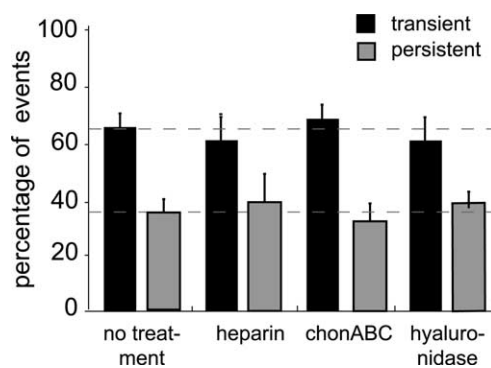 percentage of events
100
80
60
40
20
0
transient
persistent
no treat-
ment
heparin
chonABC
hyaluro-
nidase